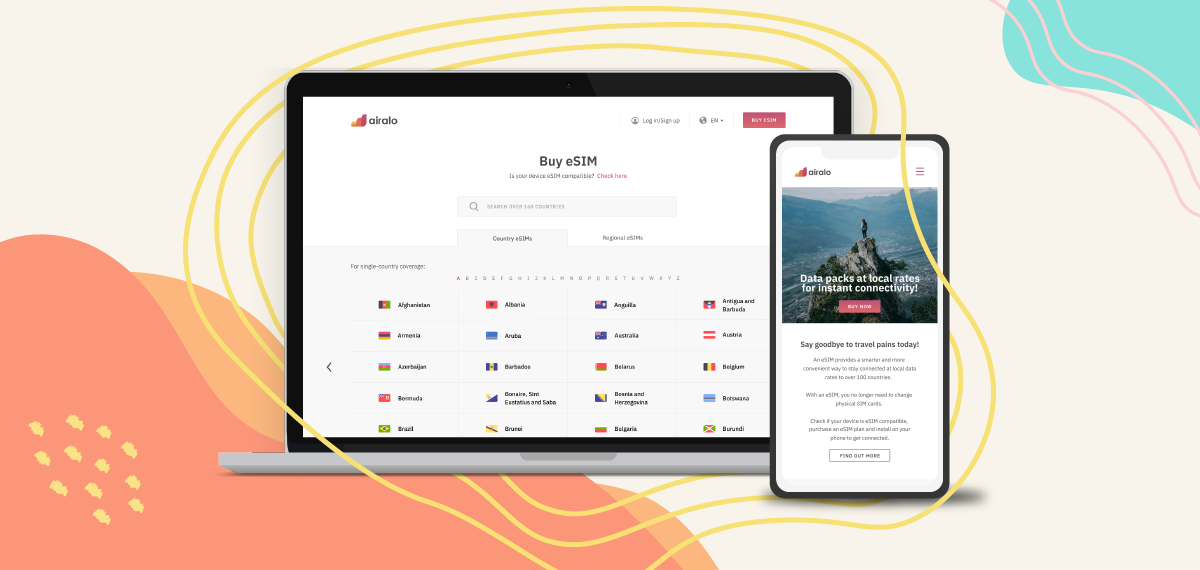 airalo
Log in/Sign up
EN
BUY ESIM
Buy eSIM
Is your device eSIM compatible? Check here
SEARCH OVER 160 COUNTRIES
Country eSIMs
Regional eSIMs
For single-country coverage:
A B C D E F G H I J K L M N O P Q R S T U V W X Y Z
Afghanistan
Albania
Anguilla
Antigua and
Barbuda
Armenia
Aruba
Australia
Austria
Azerbaijan
Barbados
Belarus
Belgium
Bermuda
Bonaire, Sint
Eustatius and Saba
Bosnia and
Herzegovina
Botswana
Brazil
Brunei
Bulgaria
Burundi
airalo
Data packs at local rates
for instant connectivity!
BUY NOW
Say goodbye to travel pains today!
An eSIM provides a smarter and more
convenient way to stay connected at local data
rates to over 100 countries.
With an eSIM, you no longer need to change
physical SIM cards.
Check if your device is eSIM compatible,
purchase an eSIM plan and install on your
phone to get connected.
FIND OUT MORE